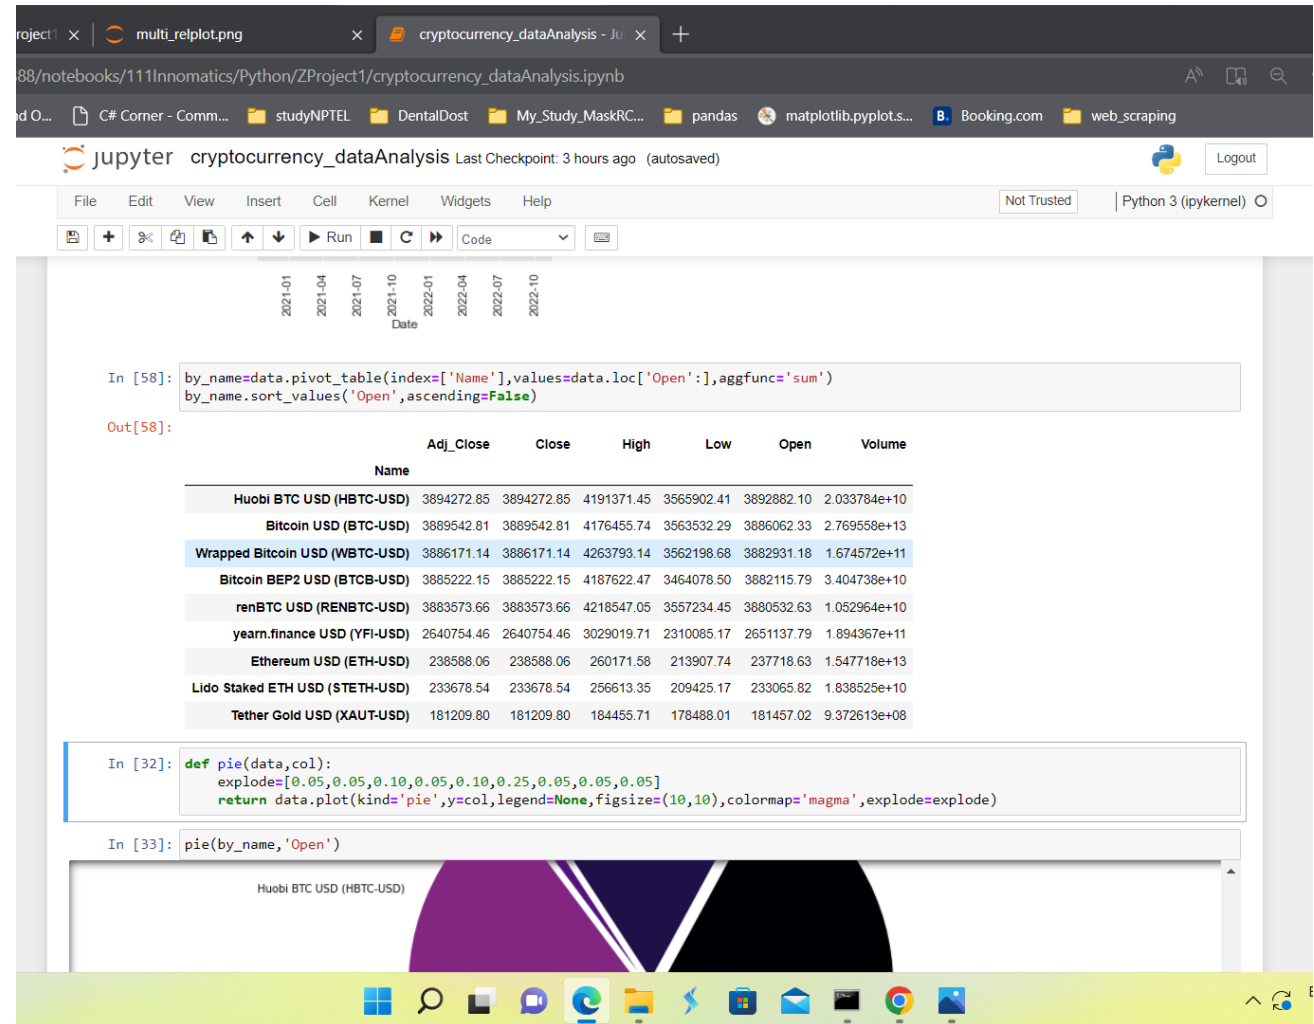 roject1
multi_relplot.png
cryptocurrency_dataAnalysis - Ju
88/notebooks/111Innomatics/Python/ZProject1/cryptocurrency_dataAnalysis.ipynb
nd O... C# Corner - Comm... studyNPTEL DentalDost My_Study_MaskRC... pandas matplotlib.pyplot.s... B. Booking.com web_scraping
jupyter cryptocurrency_dataAnalysis Last Checkpoint: 3 hours ago (autosaved) Logout
File Edit View Insert Cell Kernel Widgets Help Not Trusted Python 3 (ipykernel)
Run Code
2021-01 2021-04 2021-07 2021-10 2022-01 2022-04 2022-07 2022-10
Date
In [58]: by_name=data.pivot_table(index=['Name'],values=data.loc['Open':],aggfunc='sum')
by_name.sort_values('Open',ascending=False)
Out[58]:
Adj_Close Close High Low Open Volume
Name
Huobi BTC USD (HBTC-USD) 3894272.85 3894272.85 4191371.45 3565902.41 3892882.10 2.033784e+10
Bitcoin USD (BTC-USD) 3889542.81 3889542.81 4176455.74 3563532.29 3886062.33 2.769558e+13
Wrapped Bitcoin USD (WBTC-USD) 3886171.14 3886171.14 4263793.14 3562198.68 3882931.18 1.674572e+11
Bitcoin BEP2 USD (BTCB-USD) 3885222.15 3885222.15 4187622.47 3464078.50 3882115.79 3.404738e+10
renBTC USD (RENBTC-USD) 3883573.66 3883573.66 4218547.05 3557234.45 3880532.63 1.052964e+10
yearn.finance USD (YFI-USD) 2640754.46 2640754.46 3029019.71 2310085.17 2651137.79 1.894367e+11
Ethereum USD (ETH-USD) 238588.06 238588.06 260171.58 213907.74 237718.63 1.547718e+13
Lido Staked ETH USD (STETH-USD) 233678.54 233678.54 256613.35 209425.17 233065.82 1.838525e+10
Tether Gold USD (XAUT-USD) 181209.80 181209.80 184455.71 178488.01 181457.02 9.372613e+08
In [32]: def pie(data,col):
explode=[0.05,0.05,0.10,0.05,0.10,0.25,0.05,0.05,0.05]
return data.plot(kind='pie',y=col,legend=None,figsize=(10,10),colormap='magma',explode=explode)
In [33]: pie(by_name,'Open')
Huobi BTC USD (HBTC-USD)